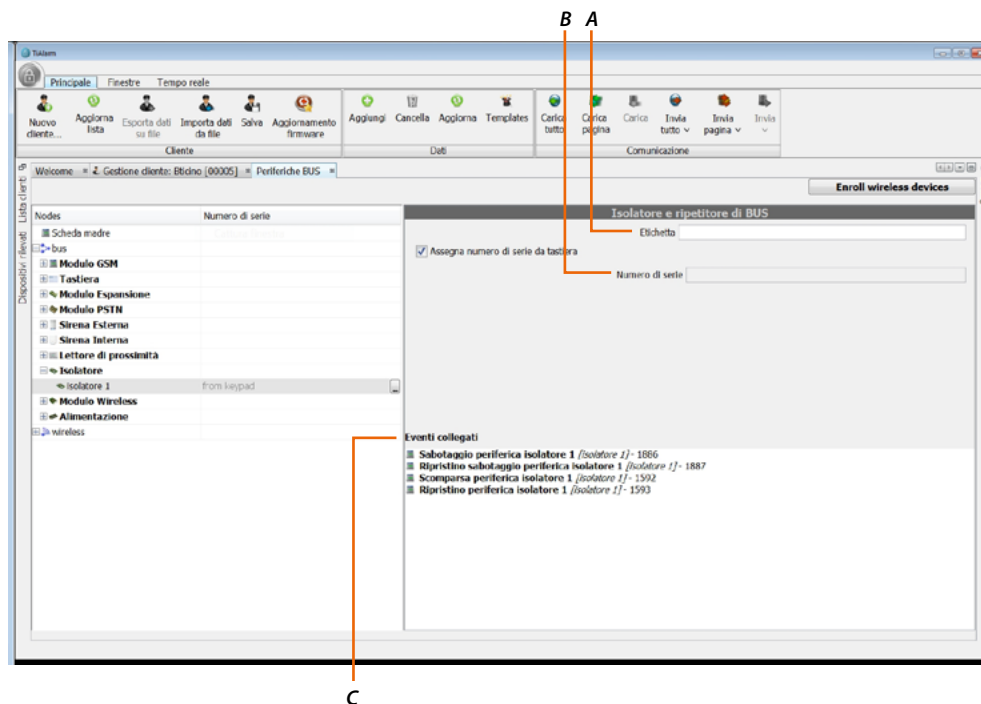 B A
TiAlarm
Principale Finestre Tempo reale
Nuovo cliente... Aggiorna lista Esporta dati su file Importa dati da file Salva Aggiornamento firmware Aggiungi Cancella Aggiorna Templates Carica tutto Carica pagina Carica Invia tutto Invia pagina Invia
Cliente Dati Comunicazione
Lista clienti
Dispositivi rilevati
Welcome Gestione cliente: Bticino [00005] Periferiche BUS
Enroll wireless devices
Nodes Numero di serie
Scheda madre
bus
Modulo GSM
Tastiera
Modulo Espansione
Modulo PSTN
Sirena Esterna
Sirena Interna
Lettore di prossimità
Isolatore
Isolatore 1 from keypad
Modulo Wireless
Alimentazione
wireless
Isolatore e ripetitore di BUS
Etichetta
Assegna numero di serie da tastiera
Numero di serie
Eventi collegati
Sabotaggio periferica isolatore 1 [Isolatore 1] - 1886
Ripristino sabotaggio periferica isolatore 1 [Isolatore 1] - 1887
Scomparsa periferica isolatore 1 [Isolatore 1] - 1592
Ripristino periferica isolatore 1 [Isolatore 1] - 1593
C